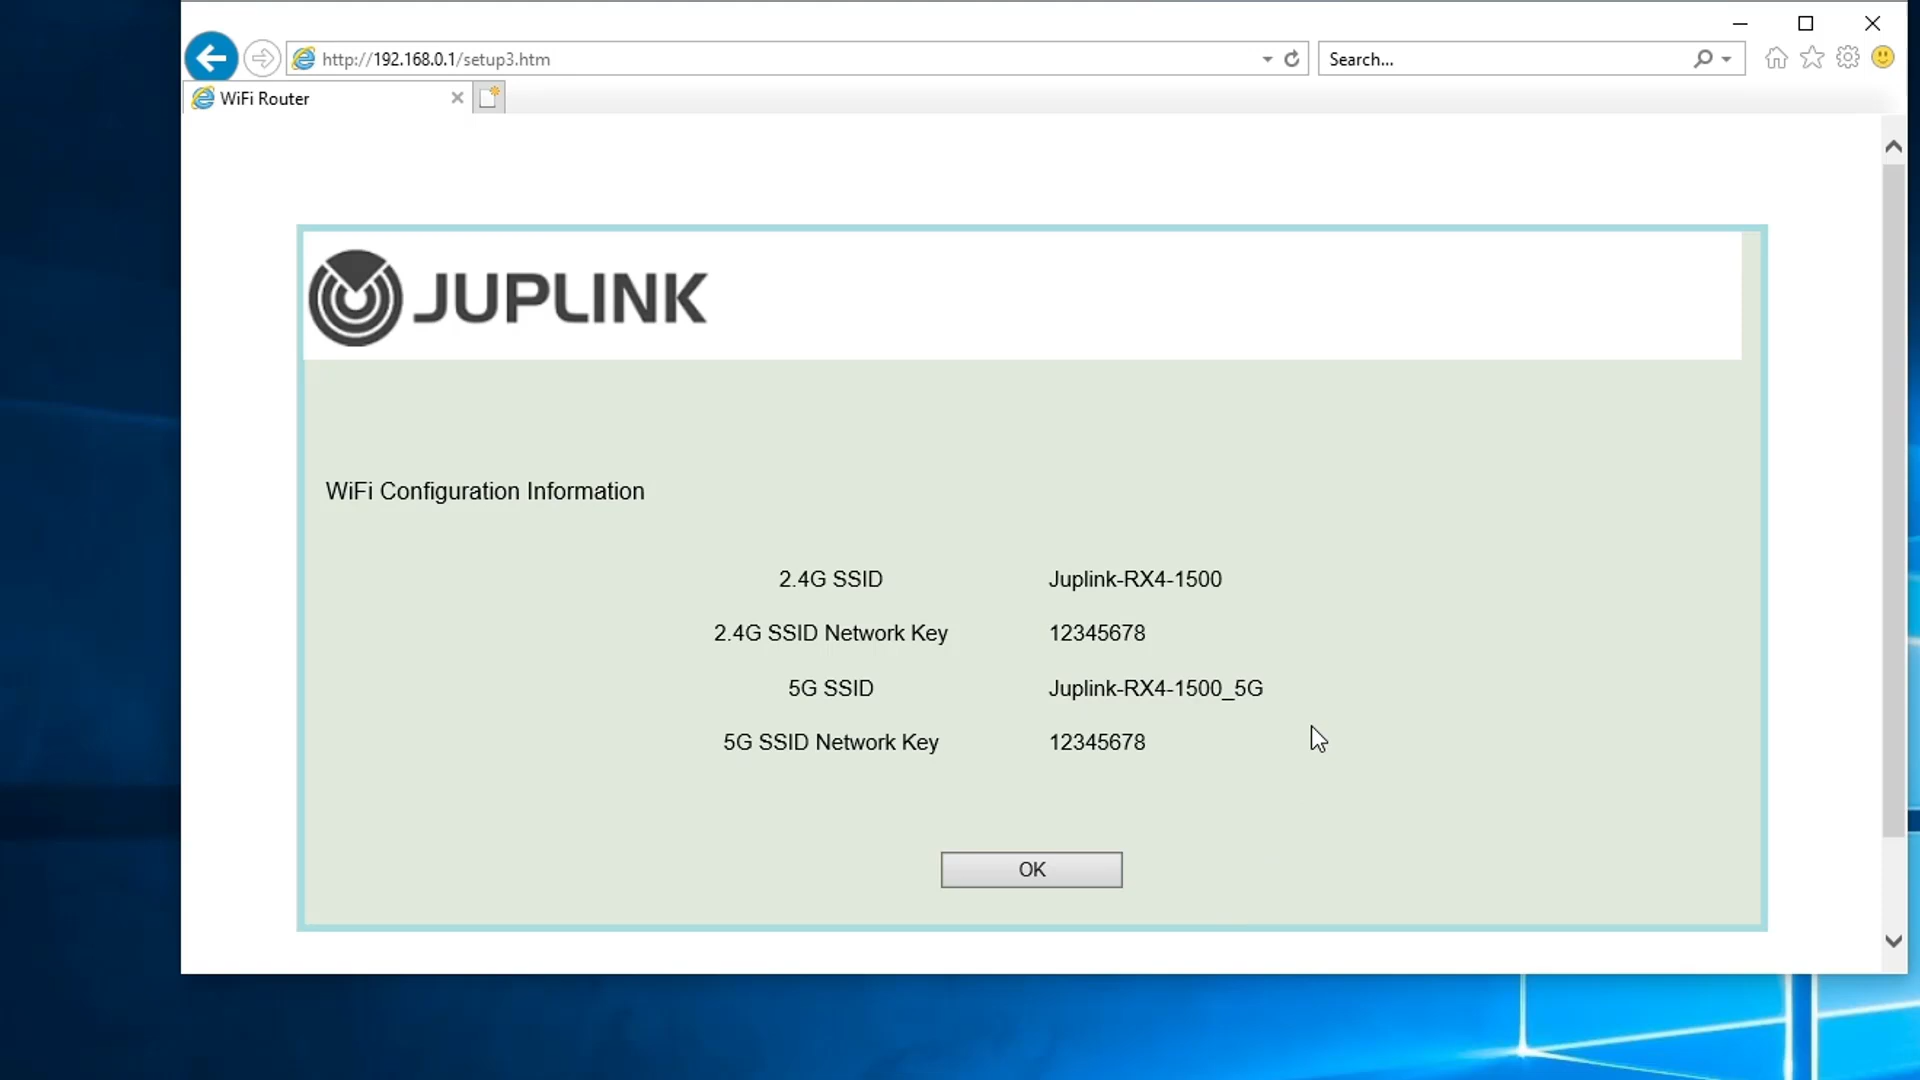 http://192.168.0.1/setup3.htm
Search...
WiFi Router
JUPLINK
WiFi Configuration Information
2.4G SSID Juplink-RX4-1500
2.4G SSID Network Key 12345678
5G SSID Juplink-RX4-1500_5G
5G SSID Network Key 12345678
OK